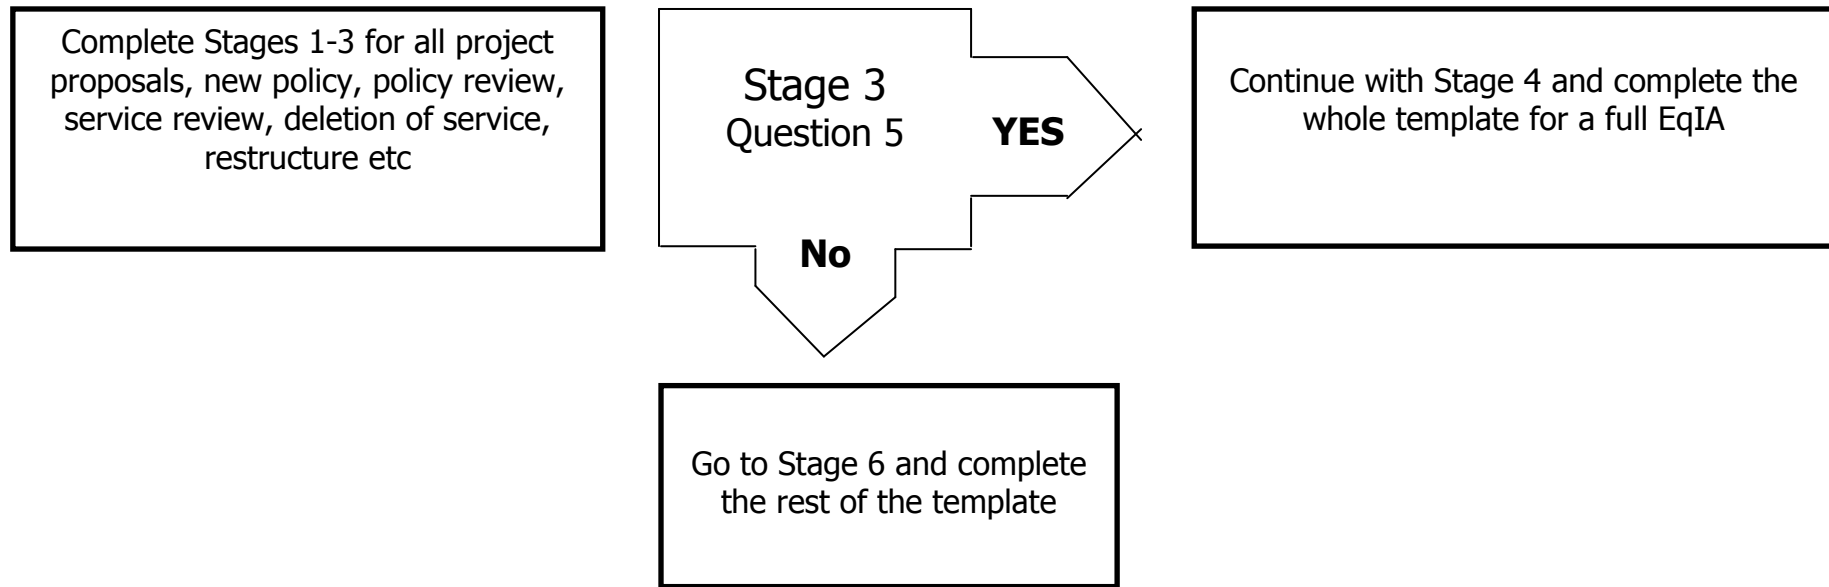 Complete Stages 1-3 for all project
proposals, new policy, policy review,
service review, deletion of service,
restructure etc
Stage 3
Question 5
YES
No
Continue with Stage 4 and complete the
whole template for a full EqIA
Go to Stage 6 and complete
the rest of the template